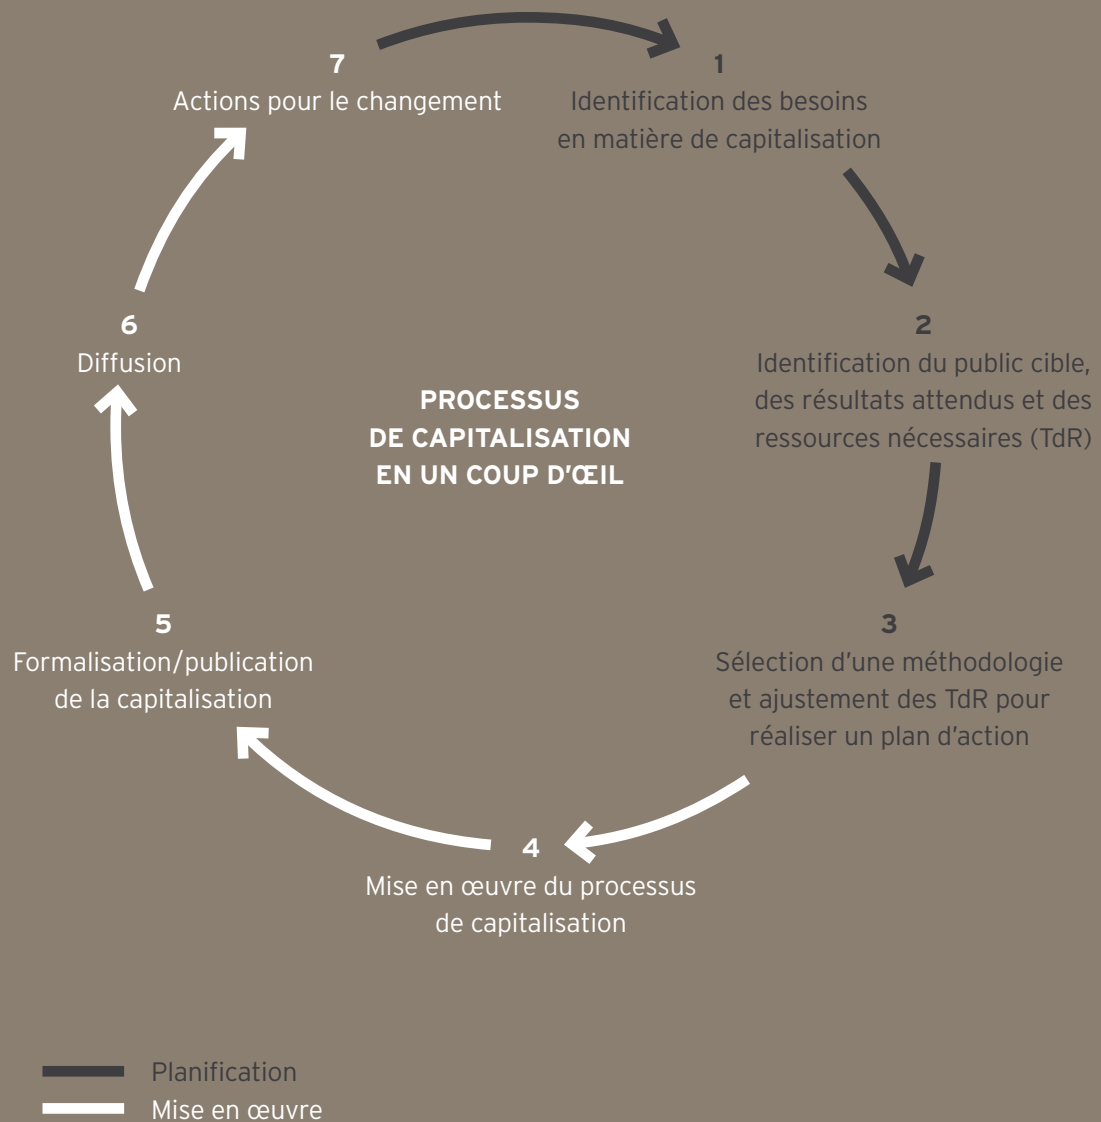 PROCESSUS
DE CAPITALISATION
EN UN COUP D'ŒIL
1
Identification des besoins
en matière de capitalisation
2
Identification du public cible,
des résultats attendus et des
ressources nécessaires (TdR)
3
Sélection d'une méthodologie
et ajustement des TdR pour
réaliser un plan d'action
4
Mise en œuvre du processus
de capitalisation
5
Formalisation/publication
de la capitalisation
6
Diffusion
7
Actions pour le changement
Planification
Mise en œuvre